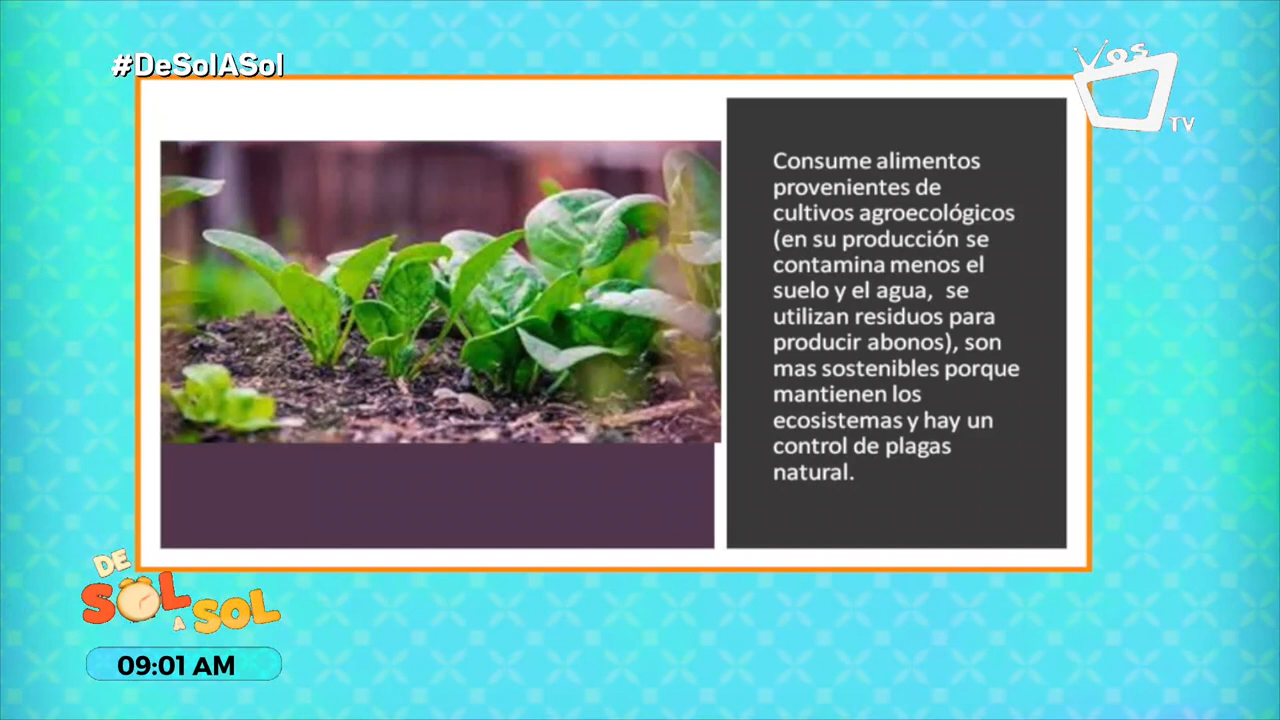 #DeSolASol
VOS
TV
Consume alimentos
provenientes de
cultivos agroecológicos
(en su producción se
contamina menos el
suelo y el agua,  se
utilizan residuos para
producir abonos), son
mas sostenibles porque
mantienen los
ecosistemas y hay un
control de plagas
natural.
DE
SOL
A SOL
09:01 AM